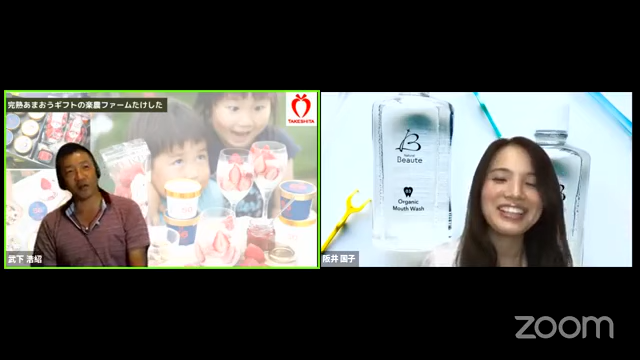 完熟あまおうギフトの楽農ファームたけした
TAKESHITA
武下 浩紹
B
Beauté
Organic
Mouth Wash
B
阪井 園子
zoom